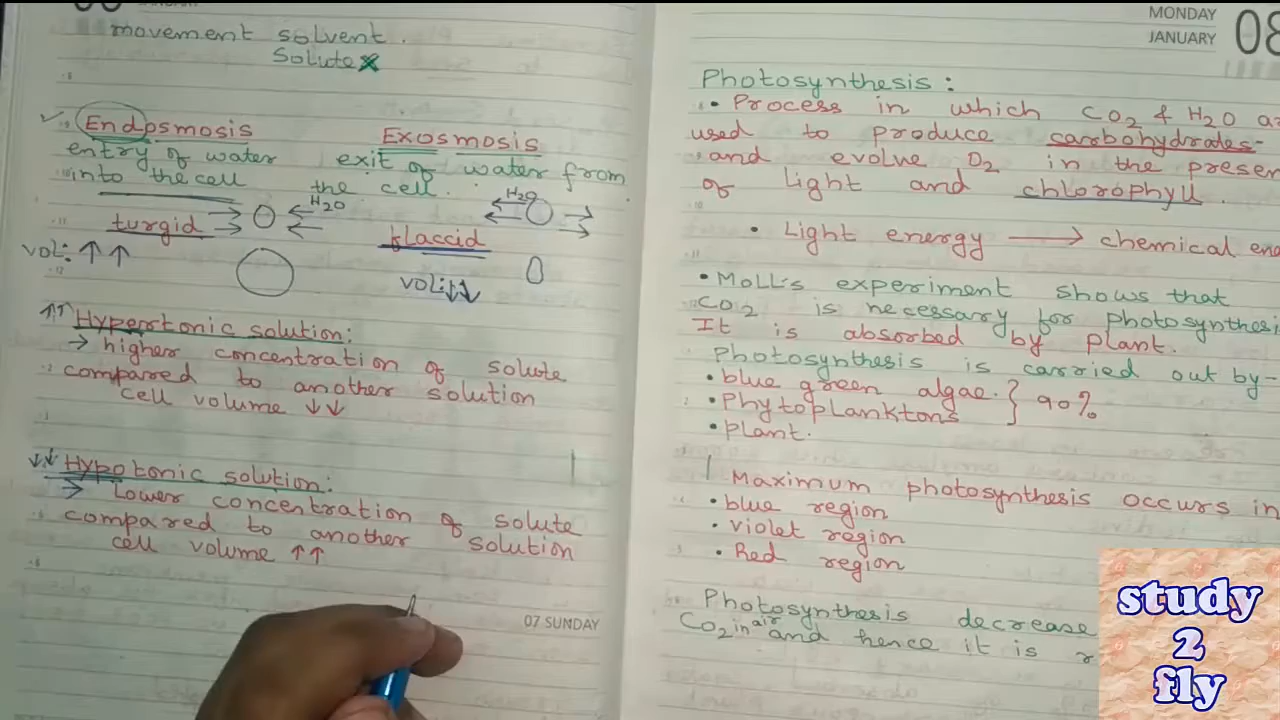 movement solvent.
Solute x
Endosmosis
entry of water
into the cell
H2O
turgid
vol: ↑ ↑
Exosmosis
exit of water from
the cell.
H2O
flaccid
vol: ↓↓
↑↑ Hypertonic solution:
→ higher concentration of solute
compared to another solution
cell volume ↓↓
↓↓ Hypotonic solution:
→ Lower concentration of solute
compared to another solution
cell volume ↑↑
07 SUNDAY
MONDAY
JANUARY
08
Photosynthesis:
• Process in which CO2 & H2O a
used to produce carbohydrates
and evolve O2 in the presen
of light and chlorophyll.
• Light energy → chemical en
• Moll's experiment shows that
CO2 is necessary for photosynthesi
It is absorbed by plant.
Photosynthesis is carried out by-
• blue green algae. } 90%
• Phytoplanktons
• Plant.
Maximum photosynthesis occurs in
• blue region
• violet region
• Red region
Photosynthesis decrease
CO2 in air and hence it is r
study
2
fly